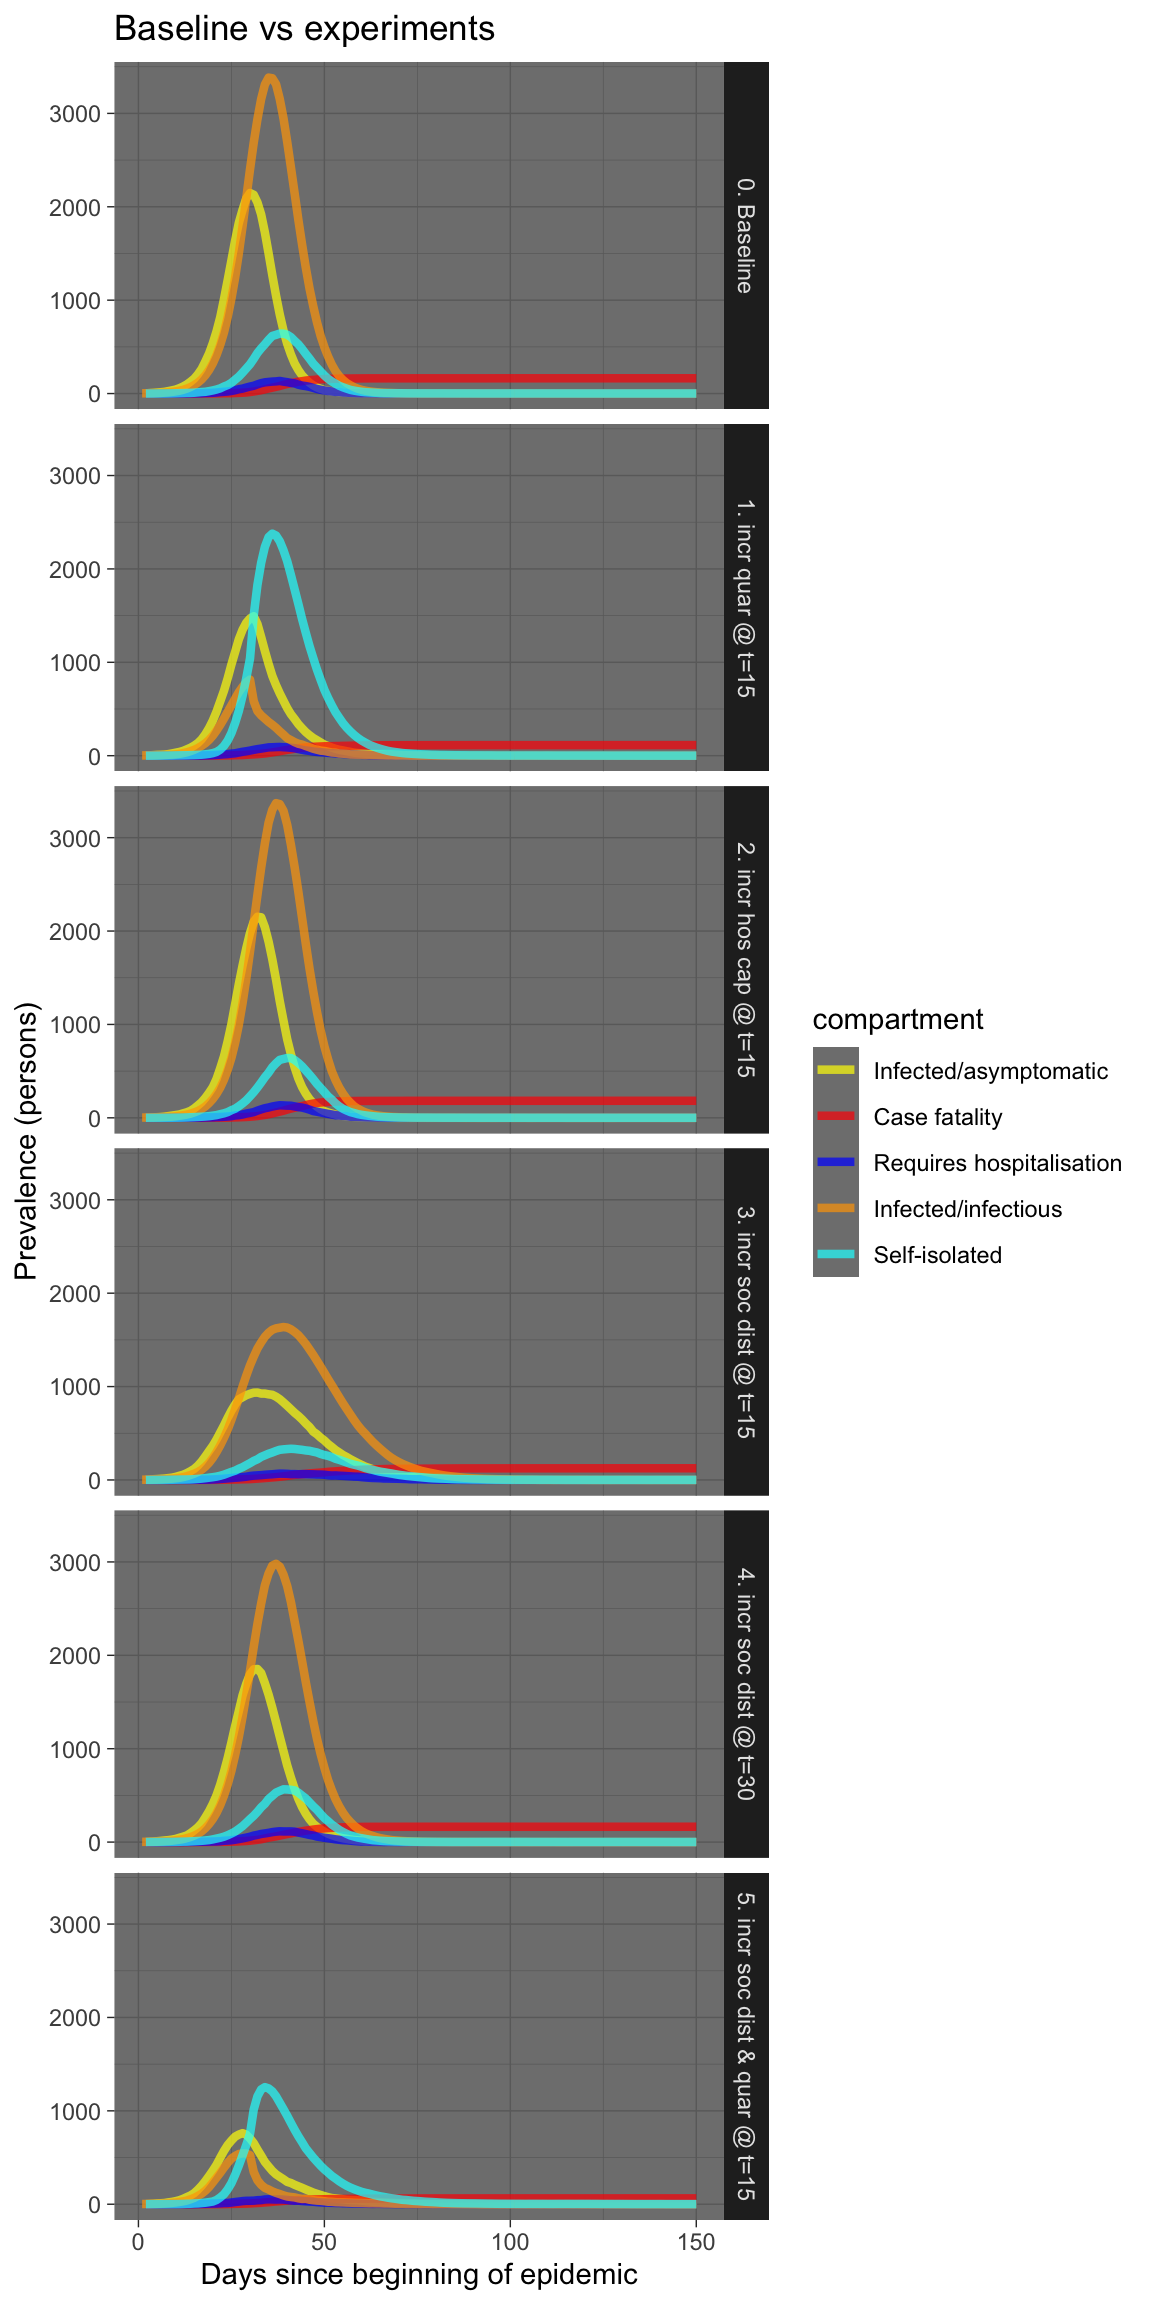 Baseline vs experiments
3000
2000
1000
0
0. Baseline
3000
2000
1000
0
1. incr quar @ t=15
3000
2000
1000
0
2. incr hos cap @ t=15
3000
2000
1000
0
3. incr soc dist @ t=15
3000
2000
1000
0
4. incr soc dist @ t=30
3000
2000
1000
0
5. incr soc dist & quar @ t=15
0 50 100 150
Days since beginning of epidemic
Prevalence (persons)
compartment
Infected/asymptomatic
Case fatality
Requires hospitalisation
Infected/infectious
Self-isolated